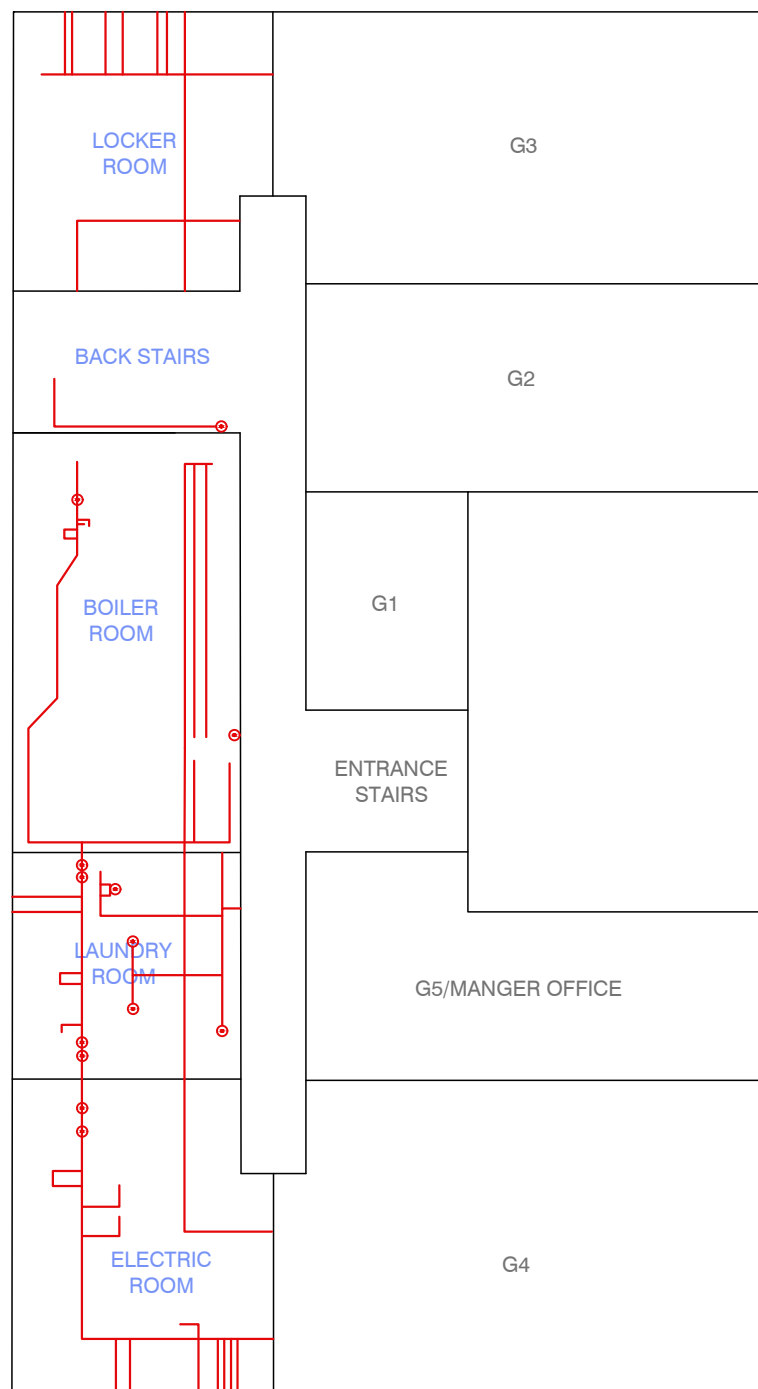 LOCKER
ROOM
G3
BACK STAIRS
G2
BOILER
ROOM
G1
ENTRANCE
STAIRS
LAUNDRY
ROOM
G5/MANGER OFFICE
ELECTRIC
ROOM
G4